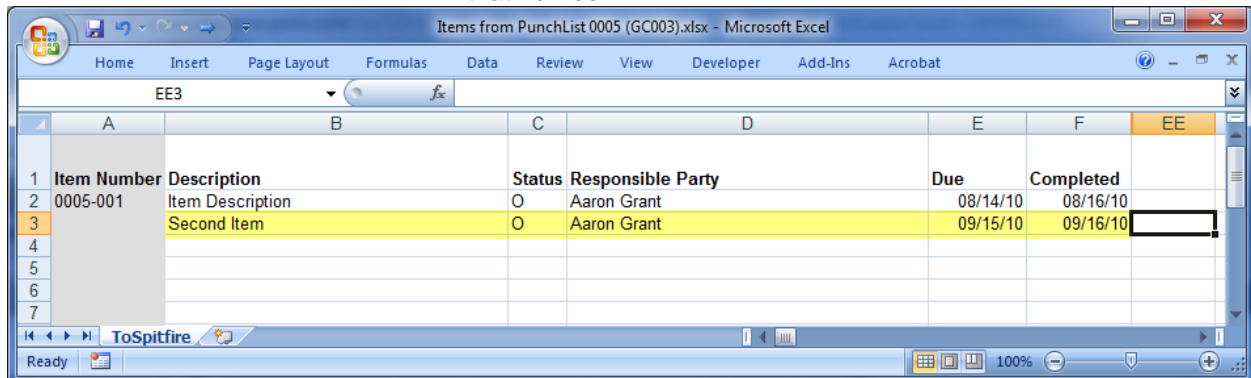 Items from PunchList 0005 (GC003).xlsx - Microsoft Excel
Home Insert Page Layout Formulas Data Review View Developer Add-Ins Acrobat
EE3 fx
A B C D E F EE
1 Item Number Description Status Responsible Party Due Completed
2 0005-001 Item Description O Aaron Grant 08/14/10 08/16/10
3 Second Item O Aaron Grant 09/15/10 09/16/10
4
5
6
7
ToSpitfire
Ready 100%